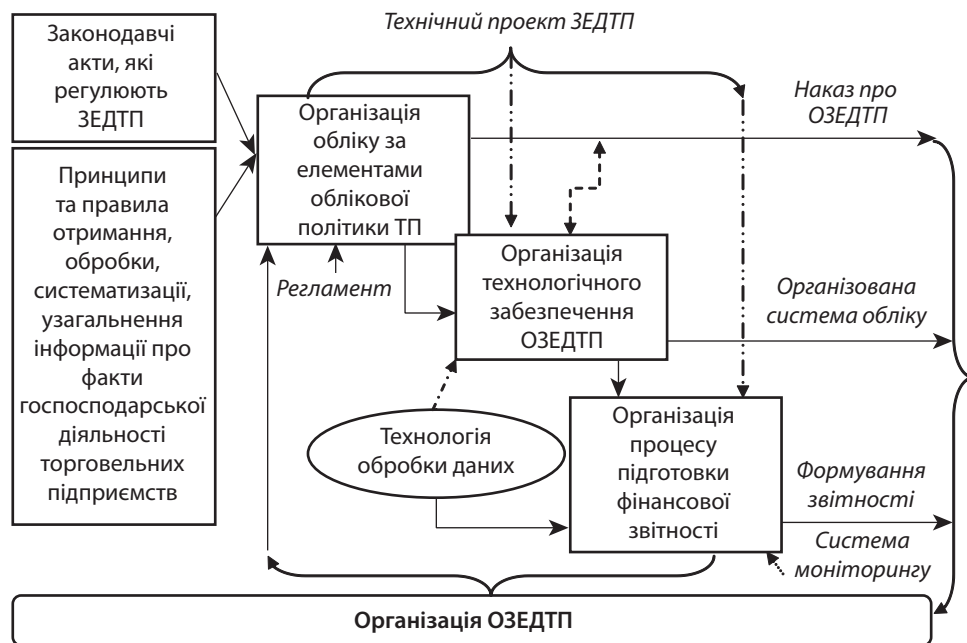 Технічний проект ЗЕДТП
Законодавчі
акти, які
регулюють
ЗЕДТП
Принципи
та правила
отримання,
обробки,
систематизації,
узагальнення
інформації про
факти
госпосподарської
діяльності
торговельних
підприємств
Організація
обліку за
елементами
облікової
політики ТП
Наказ про
ОЗЕДТП
Регламент
Організація
технологічного
забезпечення
ОЗЕДТП
Організована
система обліку
Технологія
обробки даних
Організація
процесу
підготовки
фінансової
звітності
Формування
звітності
Система
моніторингу
Організація ОЗЕДТП